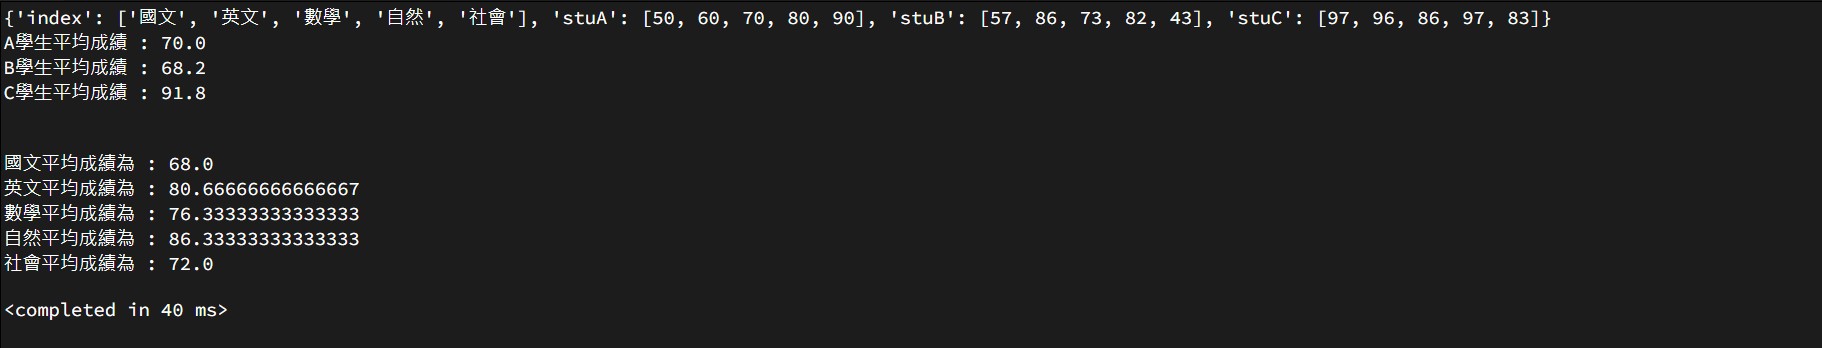 {'index': ['國文', '英文', '數學', '自然', '社會'], 'stuA': [50, 60, 70, 80, 90], 'stuB': [57, 86, 73, 82, 43], 'stuC': [97, 96, 86, 97, 83]}
A學生平均成績 : 70.0
B學生平均成績 : 68.2
C學生平均成績 : 91.8
國文平均成績為 : 68.0
英文平均成績為 : 80.66666666666667
數學平均成績為 : 76.33333333333333
自然平均成績為 : 86.33333333333333
社會平均成績為 : 72.0
<completed in 40 ms>